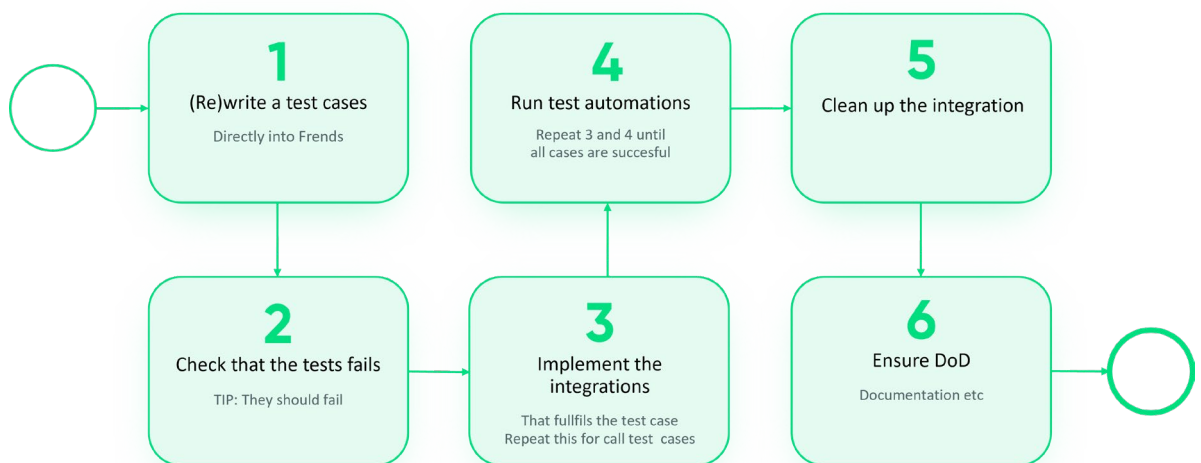 1
(Re)write a test cases
Directly into Frends
2
Check that the tests fails
TIP: They should fail
3
Implement the
integrations
That fullfils the test case
Repeat this for call test cases
4
Run test automations
Repeat 3 and 4 until
all cases are succesful
5
Clean up the integration
6
Ensure DoD
Documentation etc